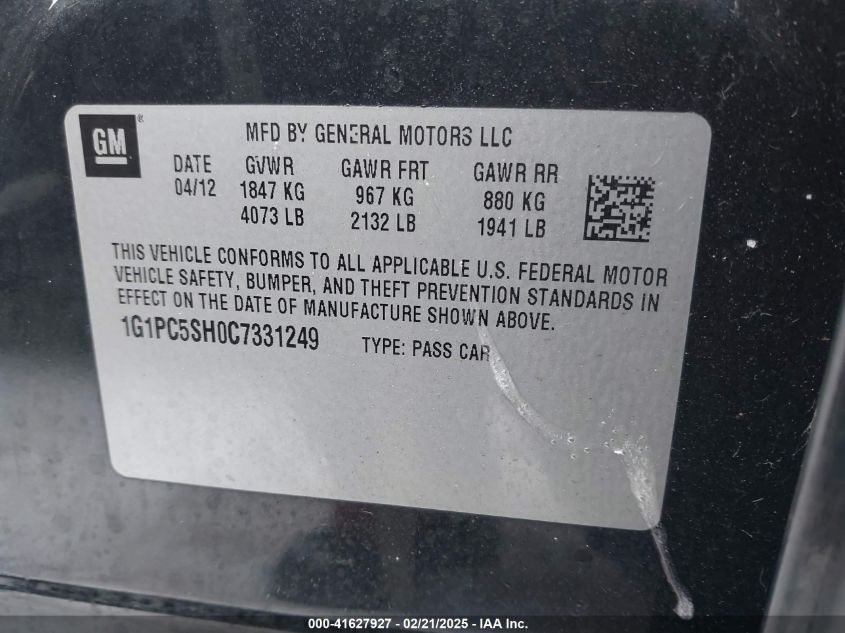 GM®
MFD BY GENERAL MOTORS LLC
DATE GVWR GAWR FRT GAWR RR
04/12 1847 KG 967 KG 880 KG
4073 LB 2132 LB 1941 LB
THIS VEHICLE CONFORMS TO ALL APPLICABLE U.S. FEDERAL MOTOR
VEHICLE SAFETY, BUMPER, AND THEFT PREVENTION STANDARDS IN
EFFECT ON THE DATE OF MANUFACTURE SHOWN ABOVE.
1G1PC5SH0C7331249 TYPE: PASS CAR
000-41627927 - 02/21/2025 - IAA Inc.